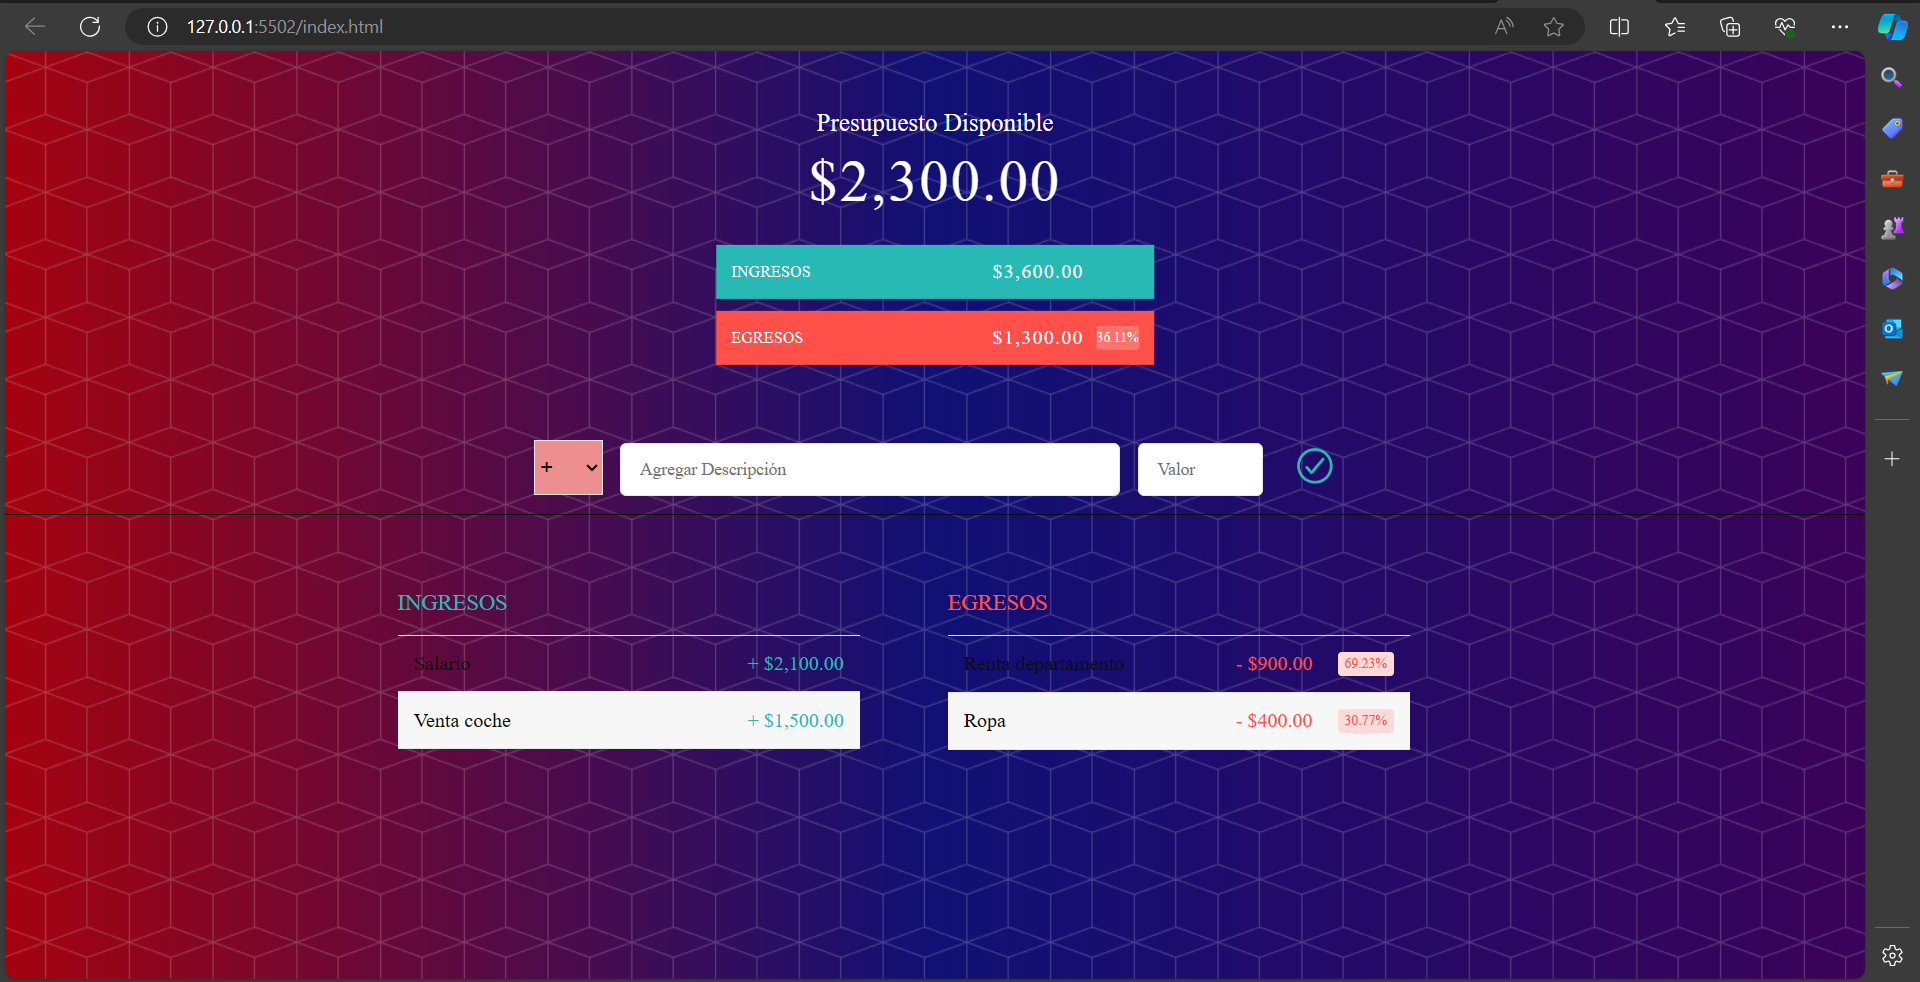 127.0.0.1:5502/index.html
Presupuesto Disponible
$2,300.00
INGRESOS $3,600.00
EGRESOS $1,300.00 36.11%
+ Agregar Descripción Valor
INGRESOS
Salario + $2,100.00
Venta coche + $1,500.00
EGRESOS
Renta departamento - $900.00 69.23%
Ropa - $400.00 30.77%